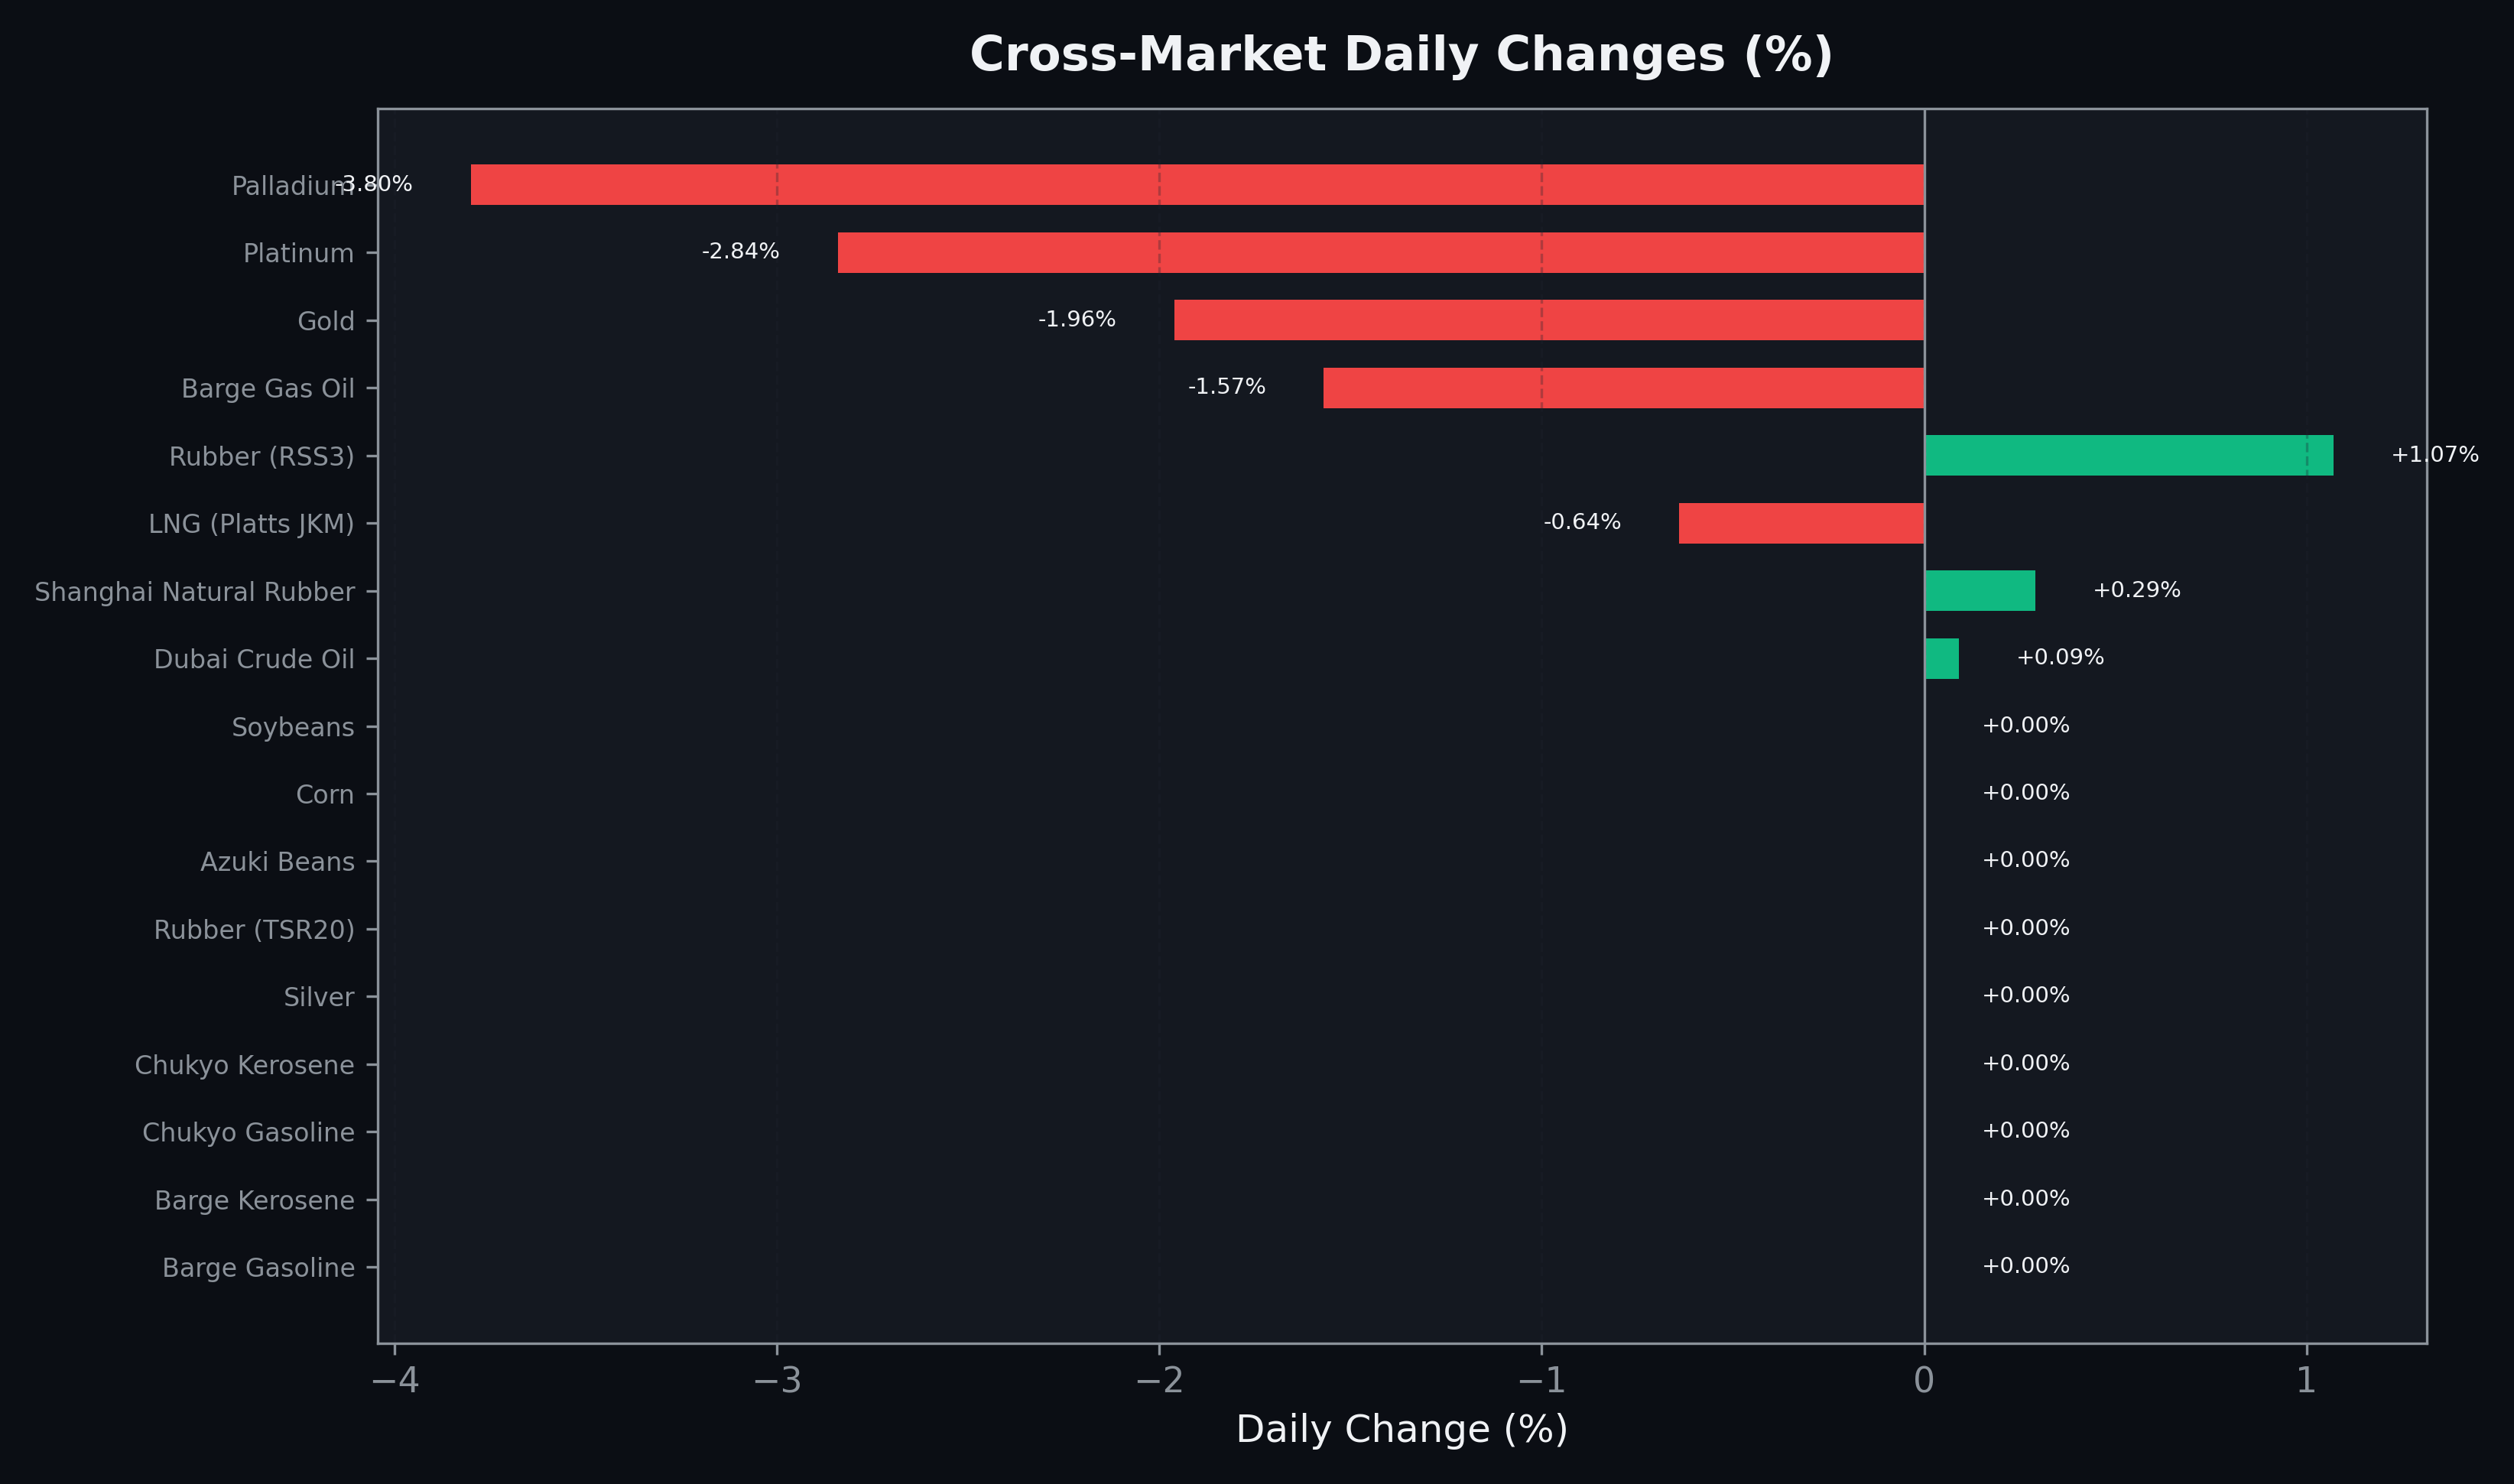 Cross-Market Daily Changes (%)
Palladium -3.80%
Platinum -2.84%
Gold -1.96%
Barge Gas Oil -1.57%
Rubber (RSS3) +1.07%
LNG (Platts JKM) -0.64%
Shanghai Natural Rubber +0.29%
Dubai Crude Oil +0.09%
Soybeans +0.00%
Corn +0.00%
Azuki Beans +0.00%
Rubber (TSR20) +0.00%
Silver +0.00%
Chukyo Kerosene +0.00%
Chukyo Gasoline +0.00%
Barge Kerosene +0.00%
Barge Gasoline +0.00%
−4 −3 −2 −1 0 1
Daily Change (%)